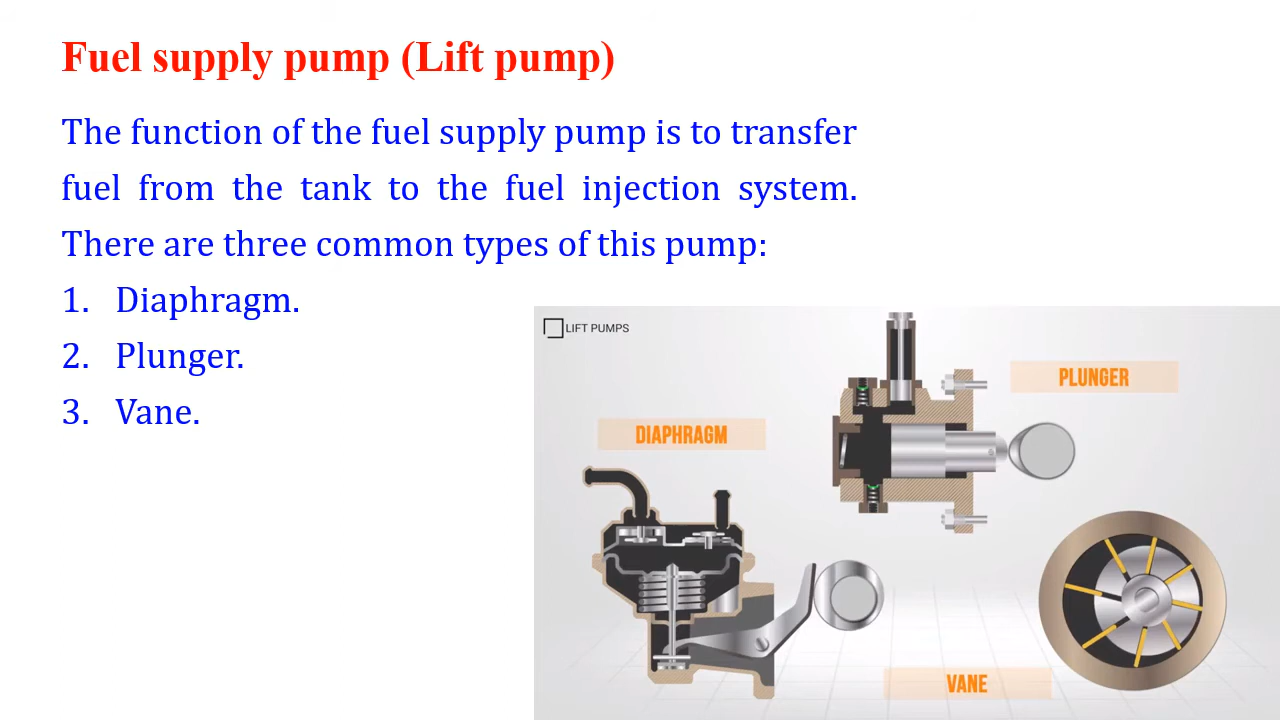 Fuel supply pump (Lift pump)
The function of the fuel supply pump is to transfer
fuel from the tank to the fuel injection system.
There are three common types of this pump:
1. Diaphragm.
2. Plunger.
3. Vane.
LIFT PUMPS
PLUNGER
DIAPHRAGM
VANE